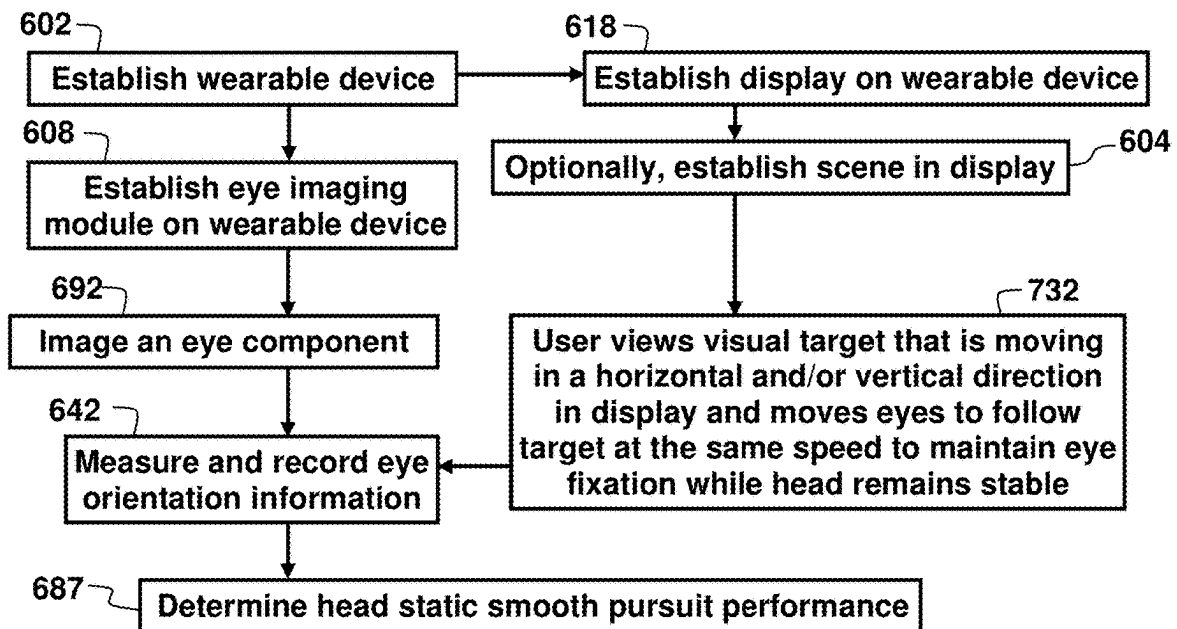 602
Establish wearable device
618
Establish display on wearable device
608
Establish eye imaging
module on wearable device
Optionally, establish scene in display
604
692
Image an eye component
732
User views visual target that is moving
in a horizontal and/or vertical direction
in display and moves eyes to follow
target at the same speed to maintain eye
fixation while head remains stable
642
Measure and record eye
orientation information
687
Determine head static smooth pursuit performance